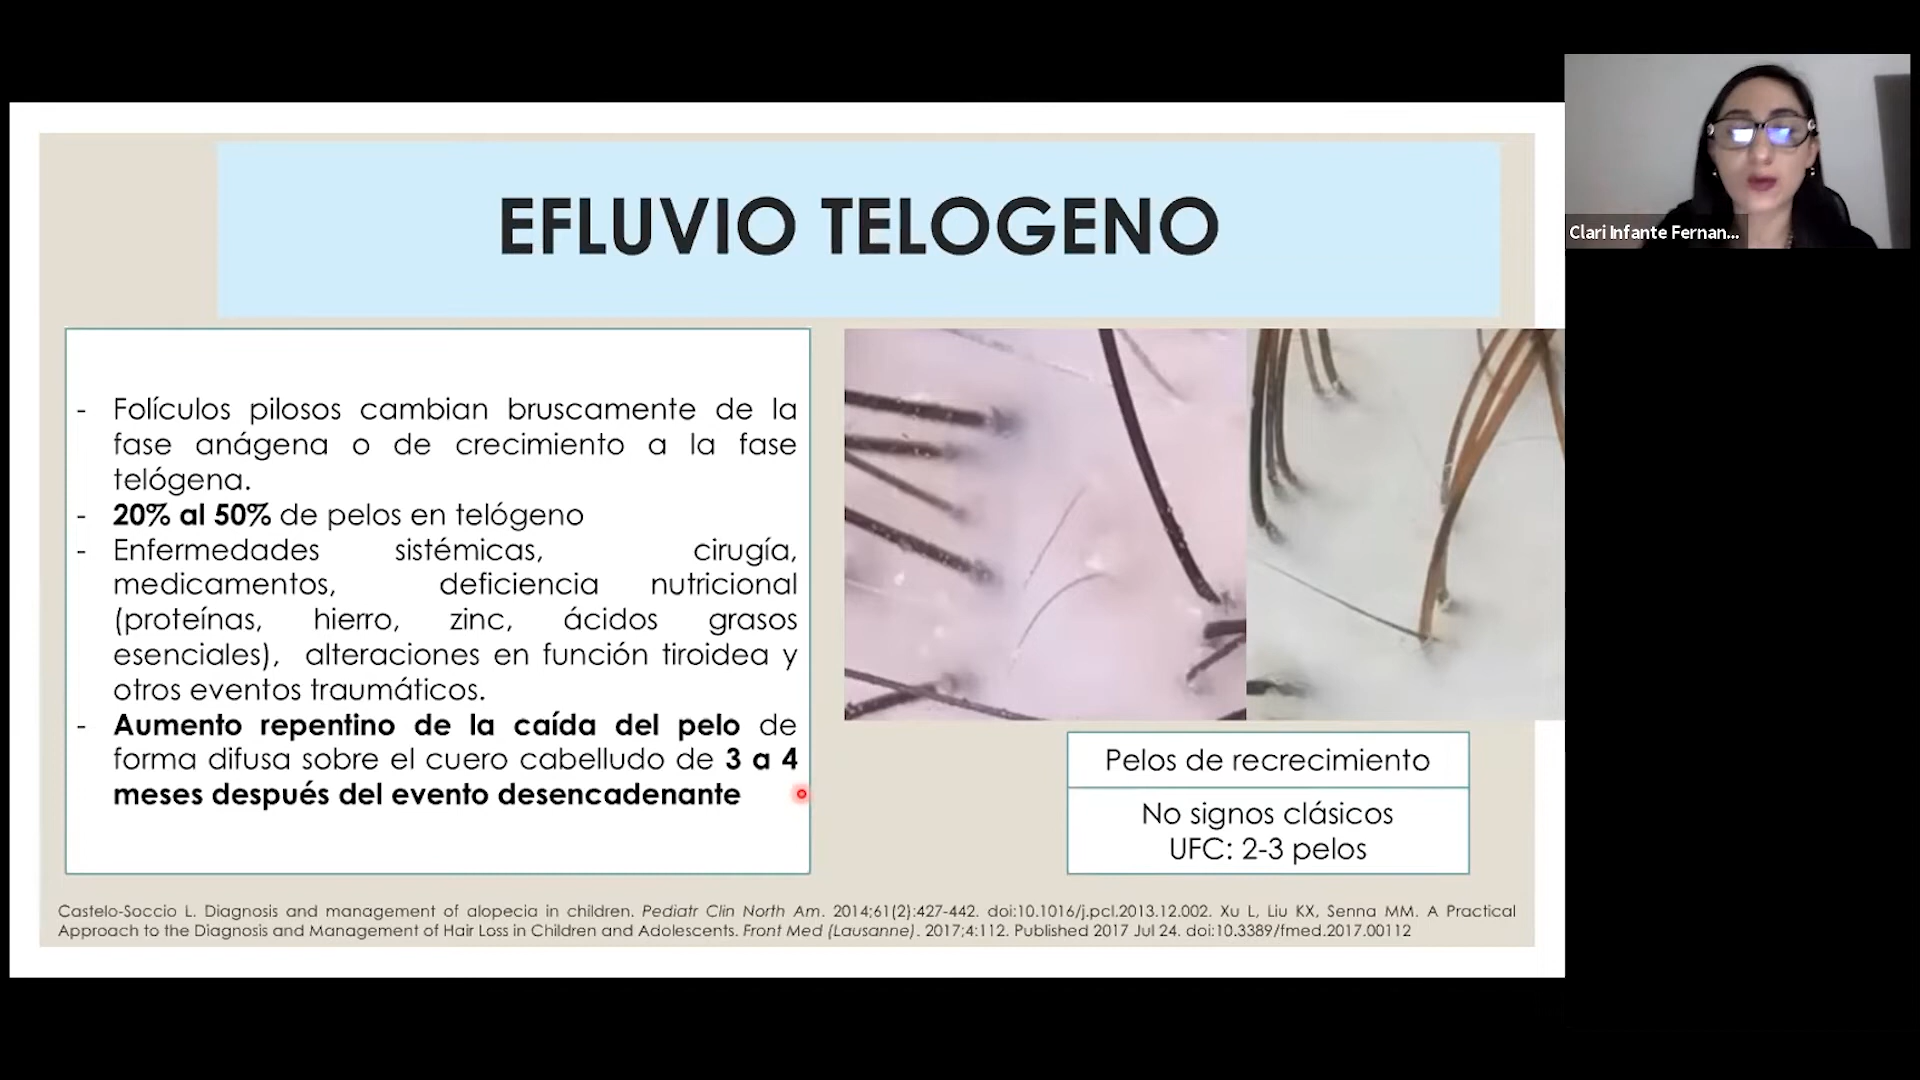 EFLUVIO TELOGENO
- Folículos pilosos cambian bruscamente de la
fase anágena o de crecimiento a la fase
telógena.
- 20% al 50% de pelos en telógeno
- Enfermedades sistémicas, cirugía,
medicamentos, deficiencia nutricional
(proteínas, hierro, zinc, ácidos grasos
esenciales), alteraciones en función tiroidea y
otros eventos traumáticos.
- Aumento repentino de la caída del pelo de
forma difusa sobre el cuero cabelludo de 3 a 4
meses después del evento desencadenante
Pelos de recrecimiento
No signos clásicos
UFC: 2-3 pelos
Castelo-Soccio L. Diagnosis and management of alopecia in children. Pediatr Clin North Am. 2014;61(2):427-442. doi:10.1016/j.pcl.2013.12.002. Xu L, Liu KX, Senna MM. A Practical
Approach to the Diagnosis and Management of Hair Loss in Children and Adolescents. Front Med (Lausanne). 2017;4:112. Published 2017 Jul 24. doi:10.3389/fmed.2017.00112
Clari Infante Fernan...